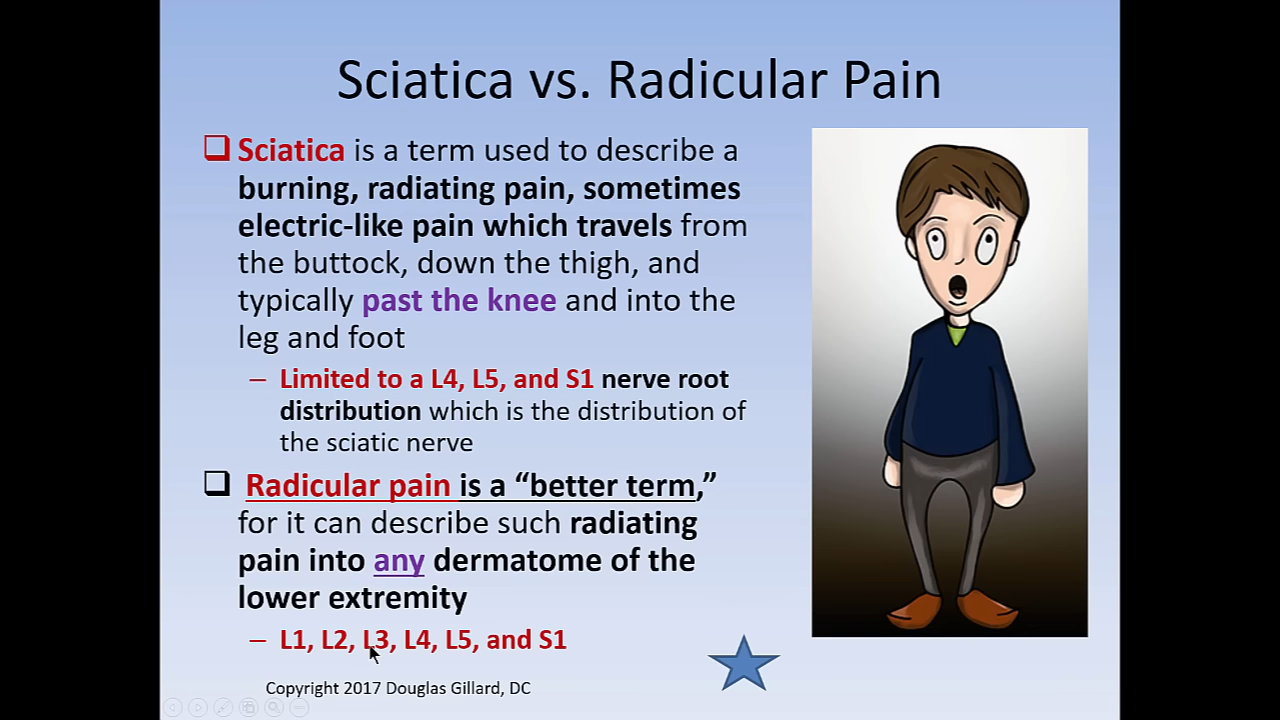 Sciatica vs. Radicular Pain
Sciatica is a term used to describe a
burning, radiating pain, sometimes
electric-like pain which travels from
the buttock, down the thigh, and
typically past the knee and into the
leg and foot
– Limited to a L4, L5, and S1 nerve root
distribution which is the distribution of
the sciatic nerve
Radicular pain is a “better term,”
for it can describe such radiating
pain into any dermatome of the
lower extremity
– L1, L2, L3, L4, L5, and S1
Copyright 2017 Douglas Gillard, DC